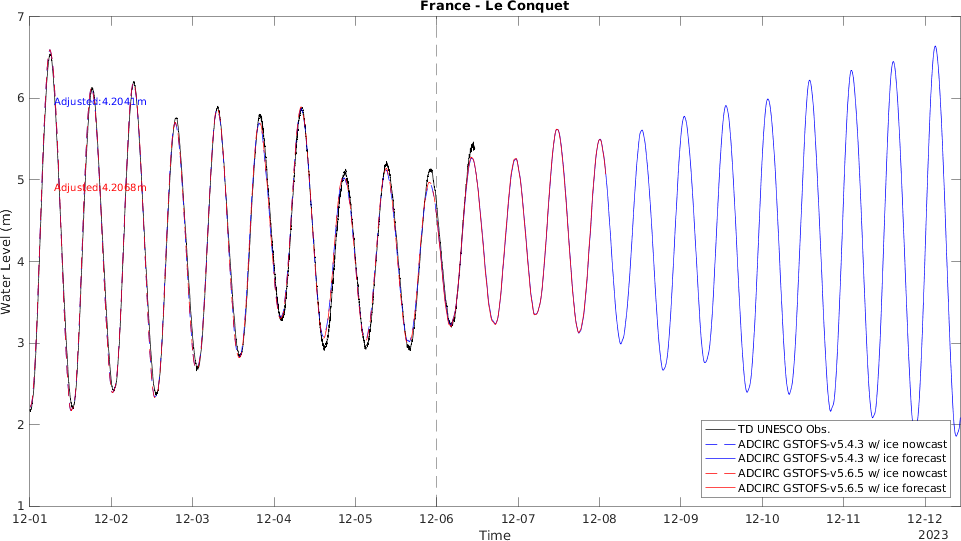 France - Le Conquet
7
6
5
4
3
2
1
Water Level (m)
Adjusted:4.2041m
Adjusted:4.2068m
TD UNESCO Obs.
ADCIRC GSTOFS-v5.4.3 w/ ice nowcast
ADCIRC GSTOFS-v5.4.3 w/ ice forecast
ADCIRC GSTOFS-v5.6.5 w/ ice nowcast
ADCIRC GSTOFS-v5.6.5 w/ ice forecast
12-01 12-02 12-03 12-04 12-05 12-06 12-07 12-08 12-09 12-10 12-11 12-12
Time
2023